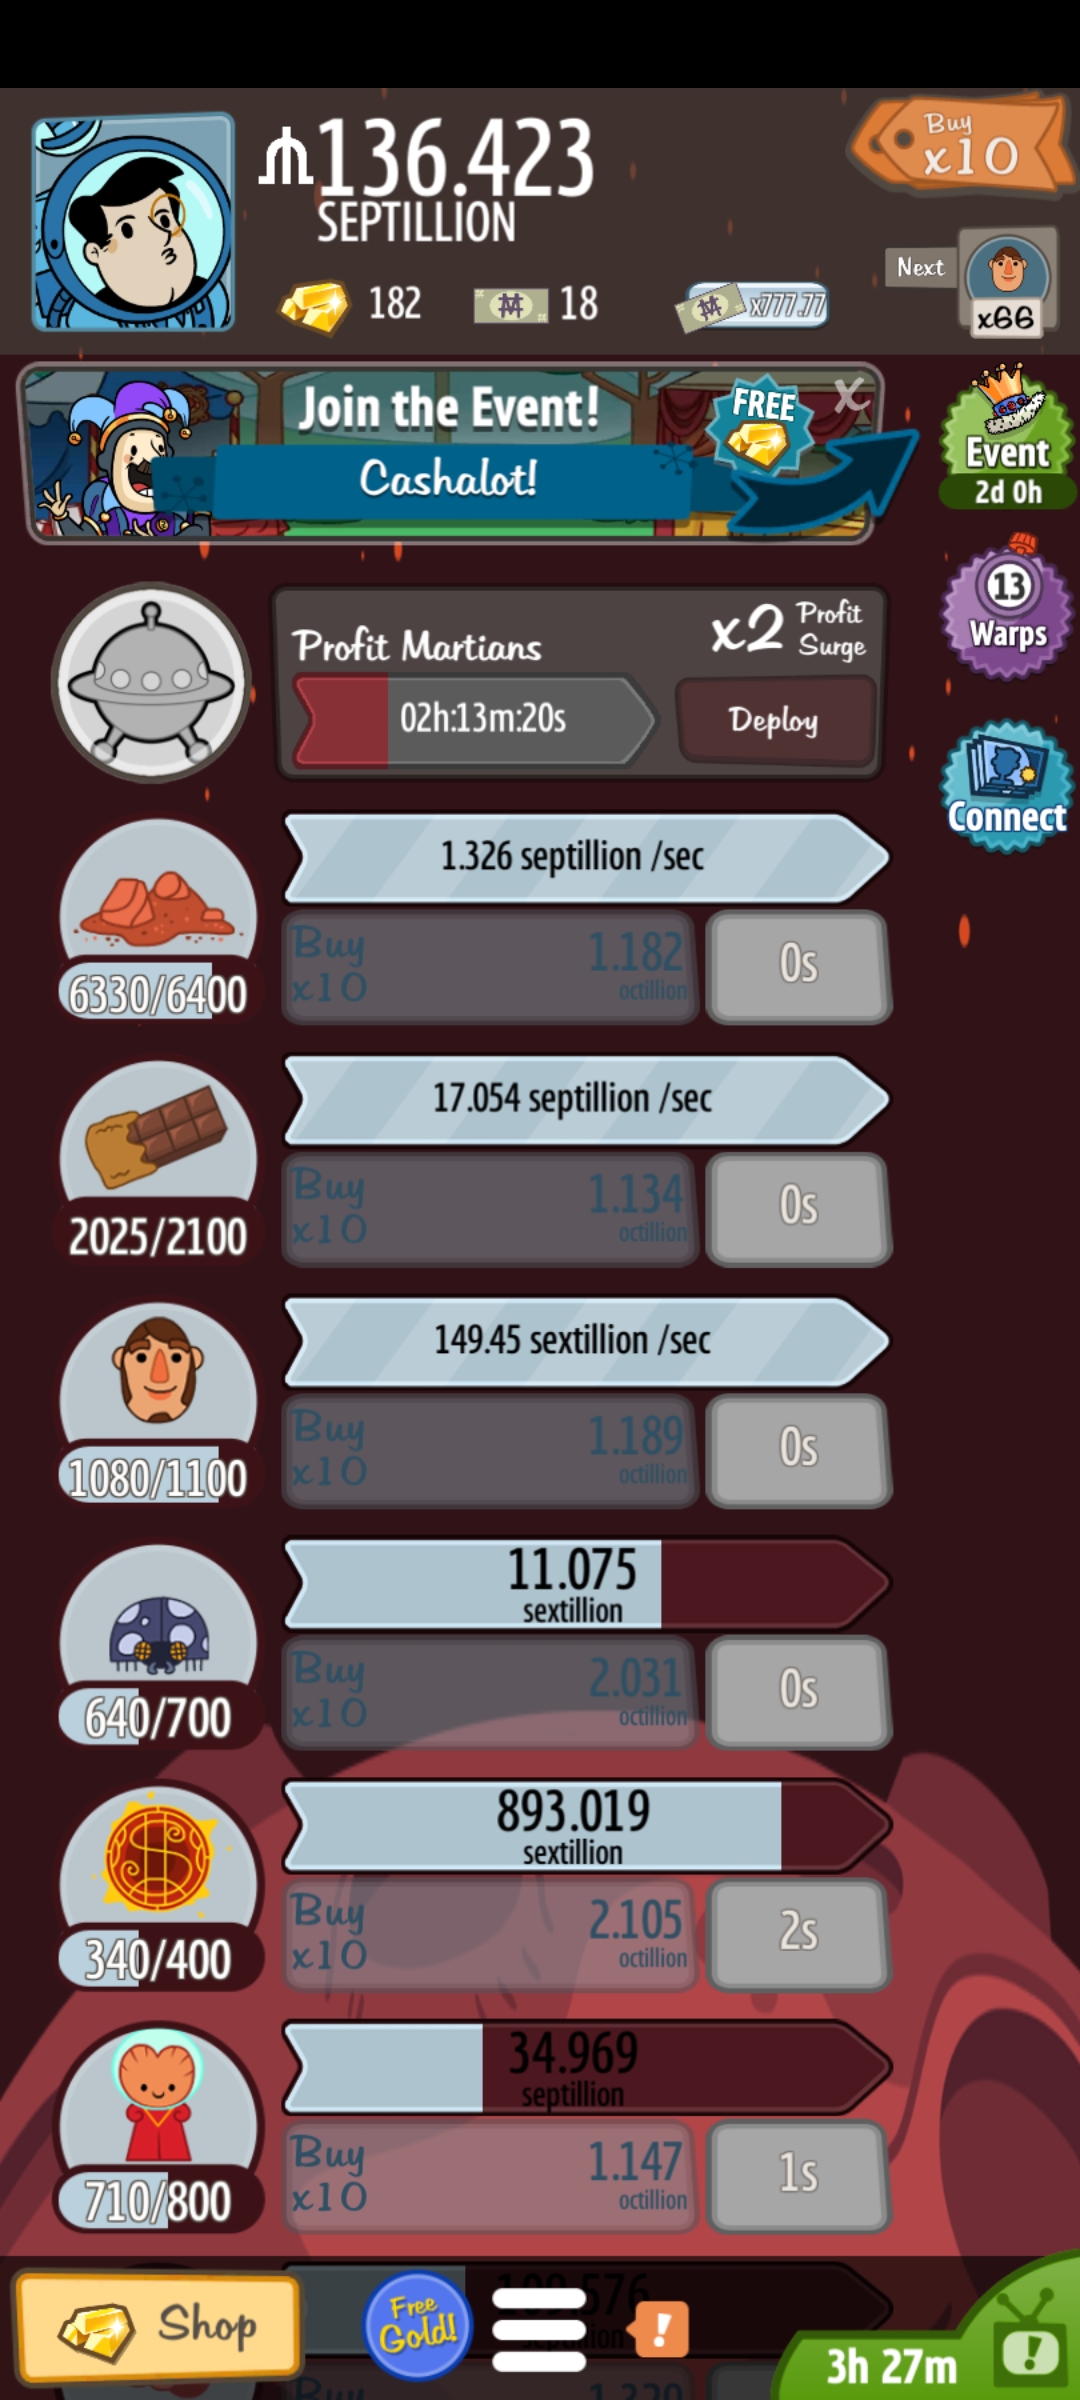 ₼136.423
SEPTILLION
Buy
x10
182
18
x777.77
Next
x66
Join the Event!
FREE
X
Cashalot!
Event
2d 0h
13
Warps
Connect
Profit Martians
x2 Profit
Surge
02h:13m:20s
Deploy
1.326 septillion /sec
6330/6400
Buy
x10
1.182
octillion
0s
17.054 septillion /sec
2025/2100
Buy
x10
1.134
octillion
0s
149.45 sextillion /sec
1080/1100
Buy
x10
1.189
octillion
0s
11.075
sextillion
640/700
Buy
x10
2.031
octillion
0s
893.019
sextillion
340/400
Buy
x10
2.105
octillion
2s
34.969
septillion
710/800
Buy
x10
1.147
octillion
1s
Shop
Free
Gold!
!
3h 27m
!
Buy
1.320